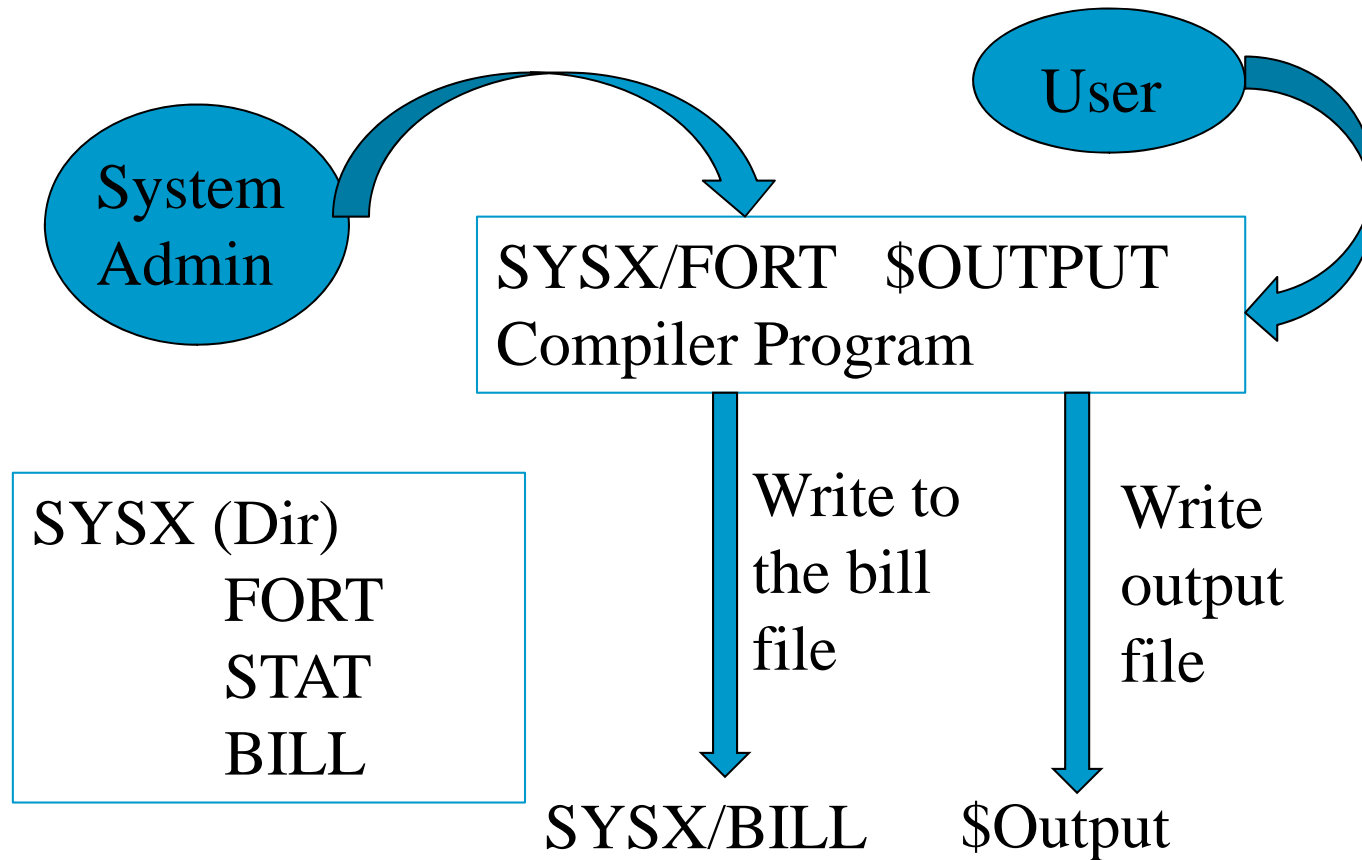 User
System
Admin
SYSX/FORT $OUTPUT
Compiler Program
SYSX (Dir)
FORT
STAT
BILL
Write to
the bill
file
Write
output
file
SYSX/BILL
$Output